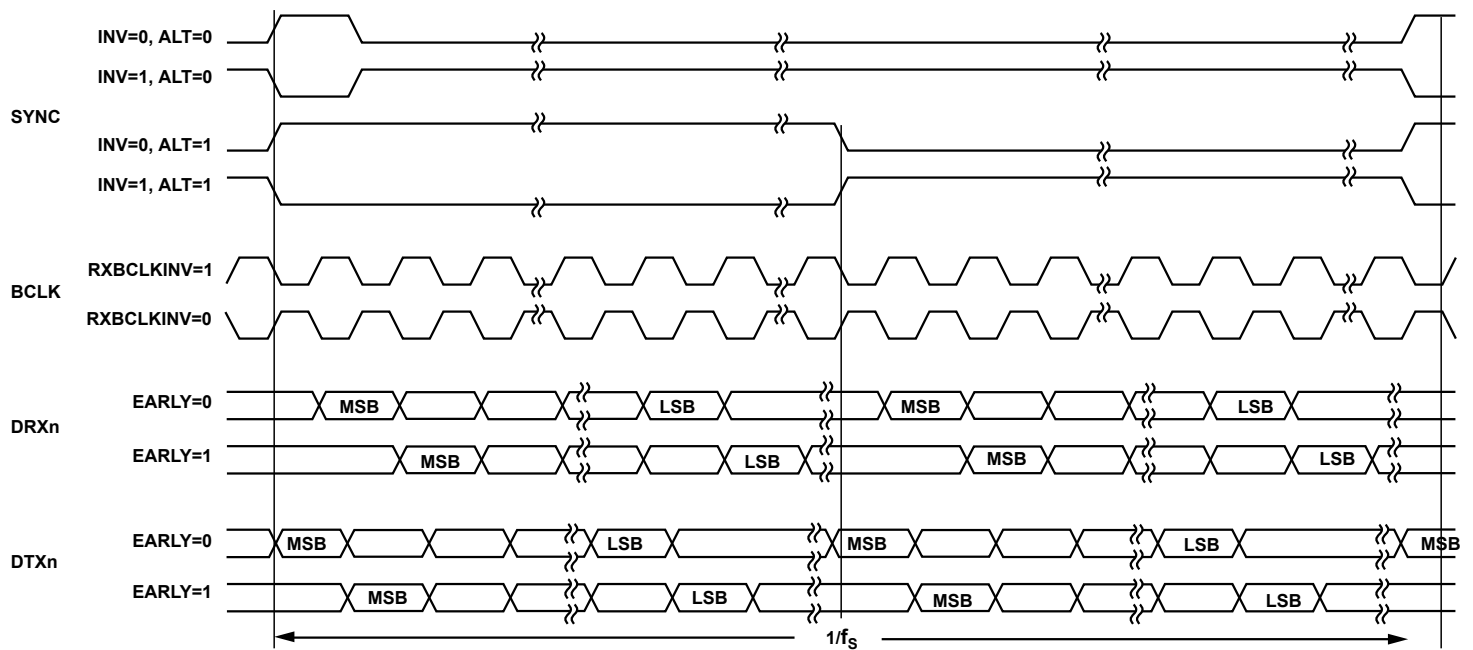 INV=0, ALT=0
INV=1, ALT=0
SYNC
INV=0, ALT=1
INV=1, ALT=1
RXBCLKINV=1
BCLK
RXBCLKINV=0
EARLY=0 MSB LSB MSB LSB
DRXn
EARLY=1 MSB LSB MSB LSB
EARLY=0 MSB LSB MSB LSB MSB
DTXn
EARLY=1 MSB LSB MSB LSB
1/fS